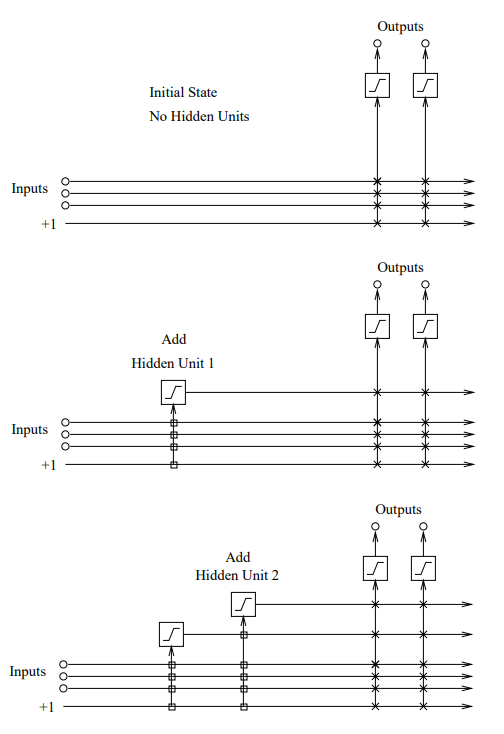 Outputs
Initial State
No Hidden Units
Inputs
+1
Outputs
Add
Hidden Unit 1
Inputs
+1
Outputs
Add
Hidden Unit 2
Inputs
+1